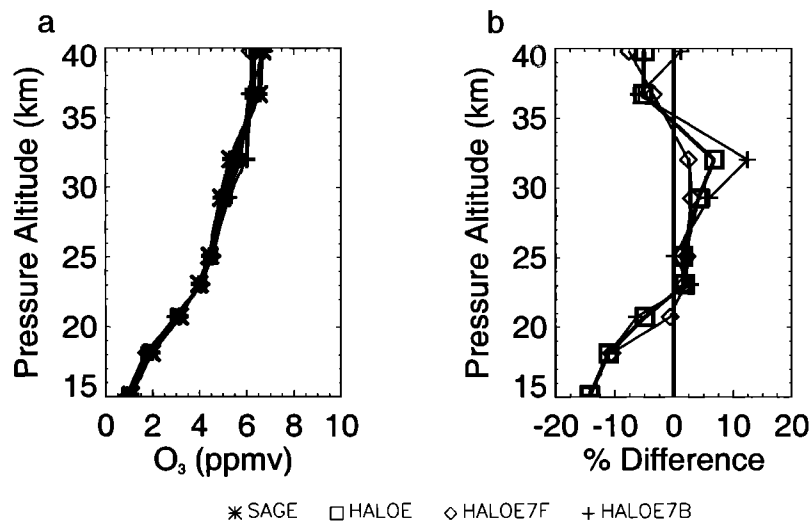 a
b
40
35
30
25
20
15
Pressure Altitude (km)
0 2 4 6 8 10
O₃ (ppmv)
40
35
30
25
20
15
Pressure Altitude (km)
-20 -10 0 10 20
% Difference
SAGE HALOE HALOE7F HALOE7B